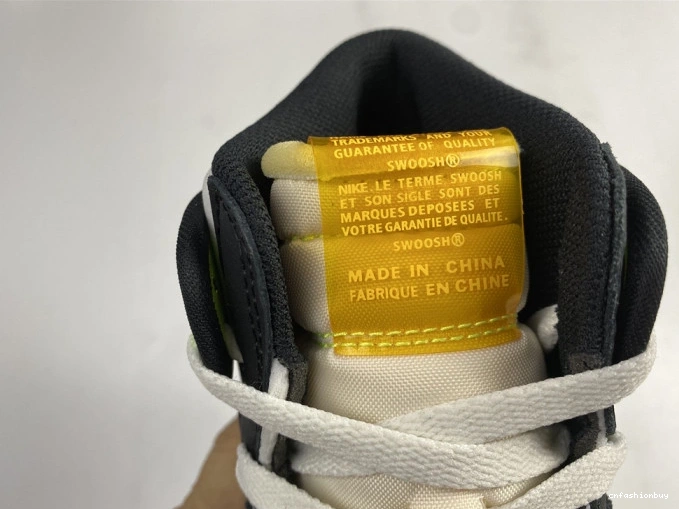 TRADEMARKS AND YOUR
GUARANTEE OF QUALITY
SWOOSH®
NIKE. LE TERME SWOOSH
ET SON SIGLE SONT DES
MARQUES DEPOSEES ET
VOTRE GARANTIE DE QUALITE.
SWOOSH®
MADE IN CHINA
FABRIQUE EN CHINE
cnfashionbuy